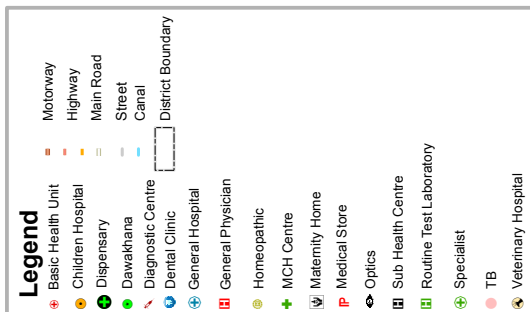 Legend
Basic Health Unit
Children Hospital
Dispensary
Dawakhana
Diagnostic Centre
Dental Clinic
General Hospital
General Physician
Homeopathic
MCH Centre
Maternity Home
Medical Store
Optics
Sub Health Centre
Routine Test Laboratory
Specialist
TB
Veterinary Hospital
Motorway
Highway
Main Road
Street
Canal
District Boundary